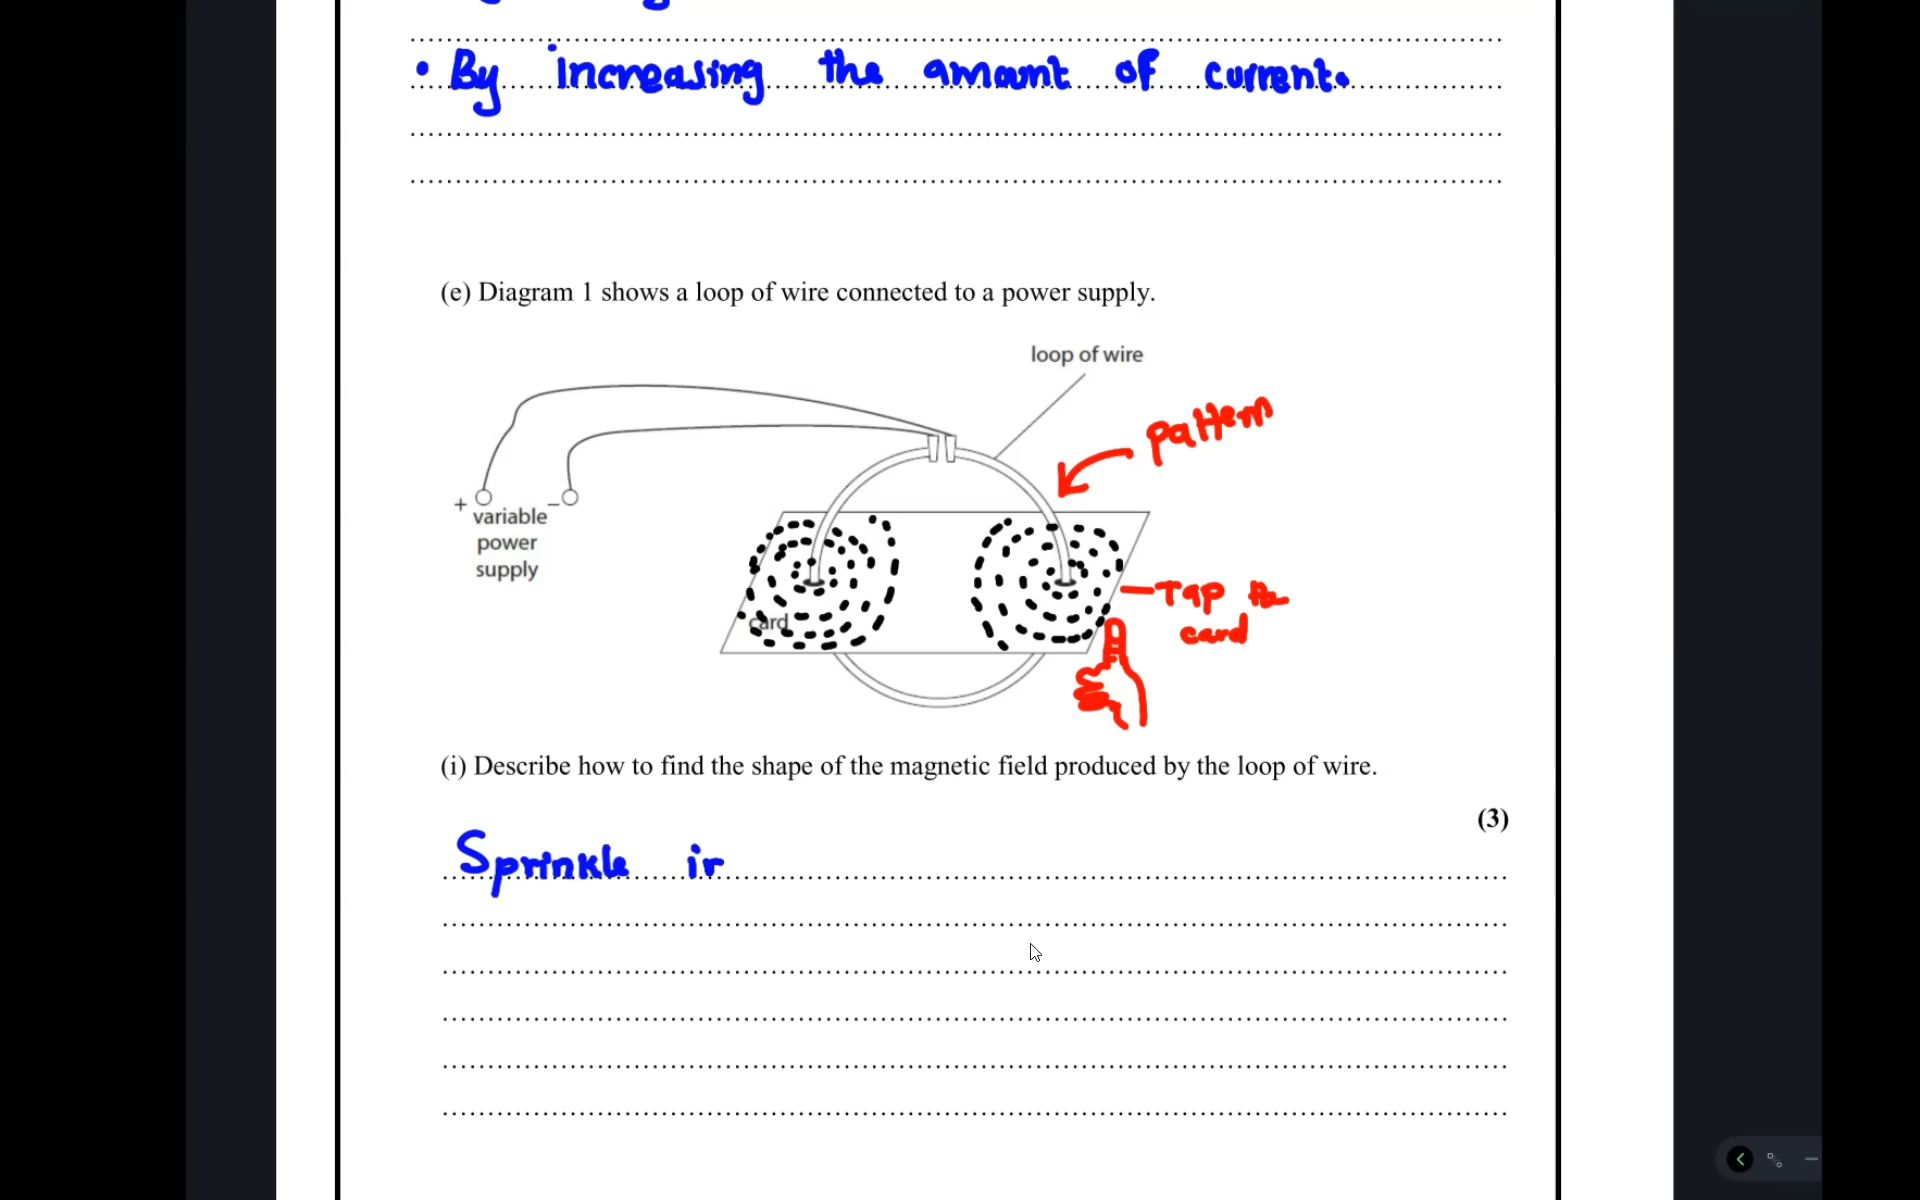 • By increasing the amount of current.
(e) Diagram 1 shows a loop of wire connected to a power supply.
loop of wire
pattern
+
–
variable
power
supply
Tap the
card
card
(i) Describe how to find the shape of the magnetic field produced by the loop of wire.
(3)
Sprinkle ir